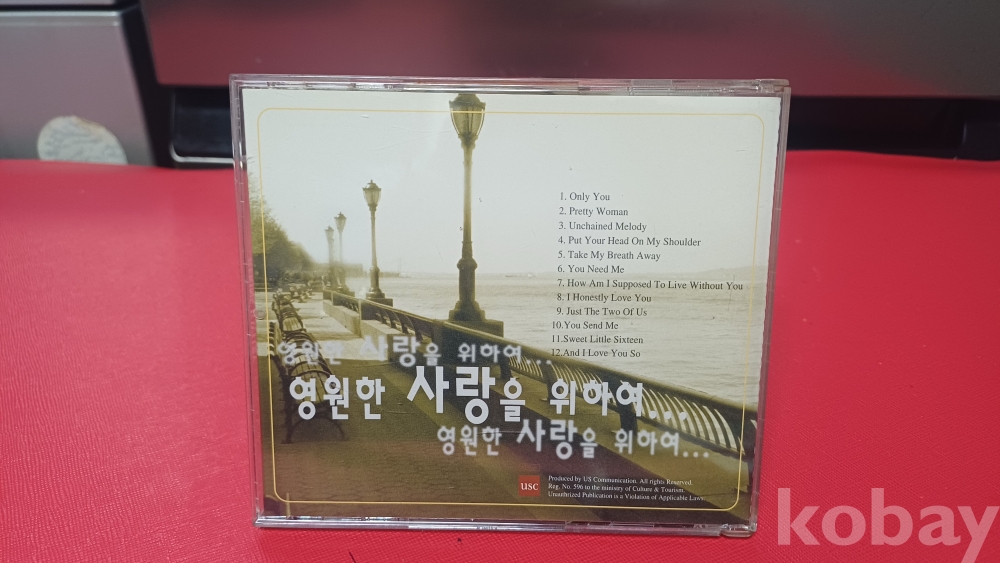 1. Only You
2. Pretty Woman
3. Unchained Melody
4. Put Your Head On My Shoulder
5. Take My Breath Away
6. You Need Me
7. How Am I Supposed To Live Without You
8. I Honestly Love You
9. Just The Two Of Us
10.You Send Me
11.Sweet Little Sixteen
12.And I Love You So
영원한 사랑을 위하여...
영원한 사랑을 위하여...
영원한 사랑을 위하여...
usc
Produced by US Communication. All rights Reserved.
Reg. No. 596 to the ministry of Culture & Tourism.
Unauthrized Publication is a Violation of Applicable Laws.
kobay